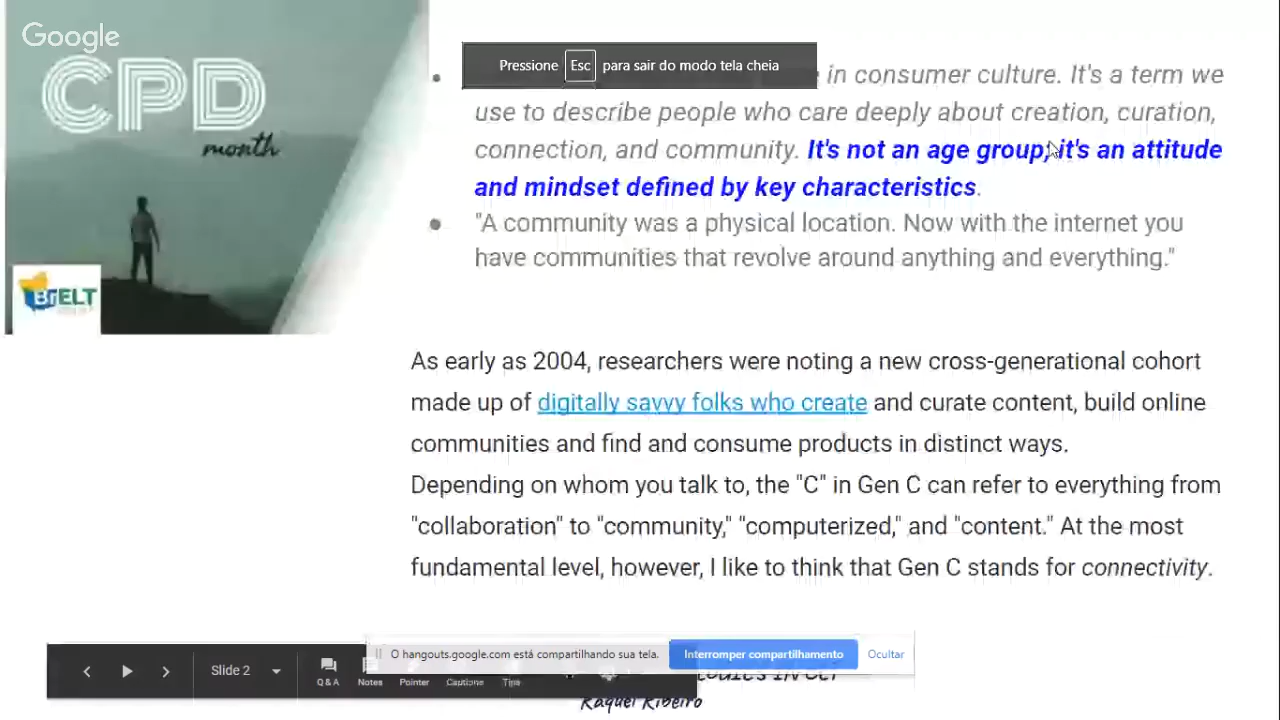 Google
CPD
month
BrELT
Pressione Esc para sair do modo tela cheia
in consumer culture. It's a term we
use to describe people who care deeply about creation, curation,
connection, and community. It's not an age group; it's an attitude
and mindset defined by key characteristics.
"A community was a physical location. Now with the internet you
have communities that revolve around anything and everything."
As early as 2004, researchers were noting a new cross-generational cohort
made up of digitally savvy folks who create and curate content, build online
communities and find and consume products in distinct ways.
Depending on whom you talk to, the "C" in Gen C can refer to everything from
"collaboration" to "community," "computerized," and "content." At the most
fundamental level, however, I like to think that Gen C stands for connectivity.
O hangouts.google.com está compartilhando sua tela. Interromper compartilhamento Ocultar
Slide 2 Q&A Notes Pointer Captions Tips
Raquel Ribeiro